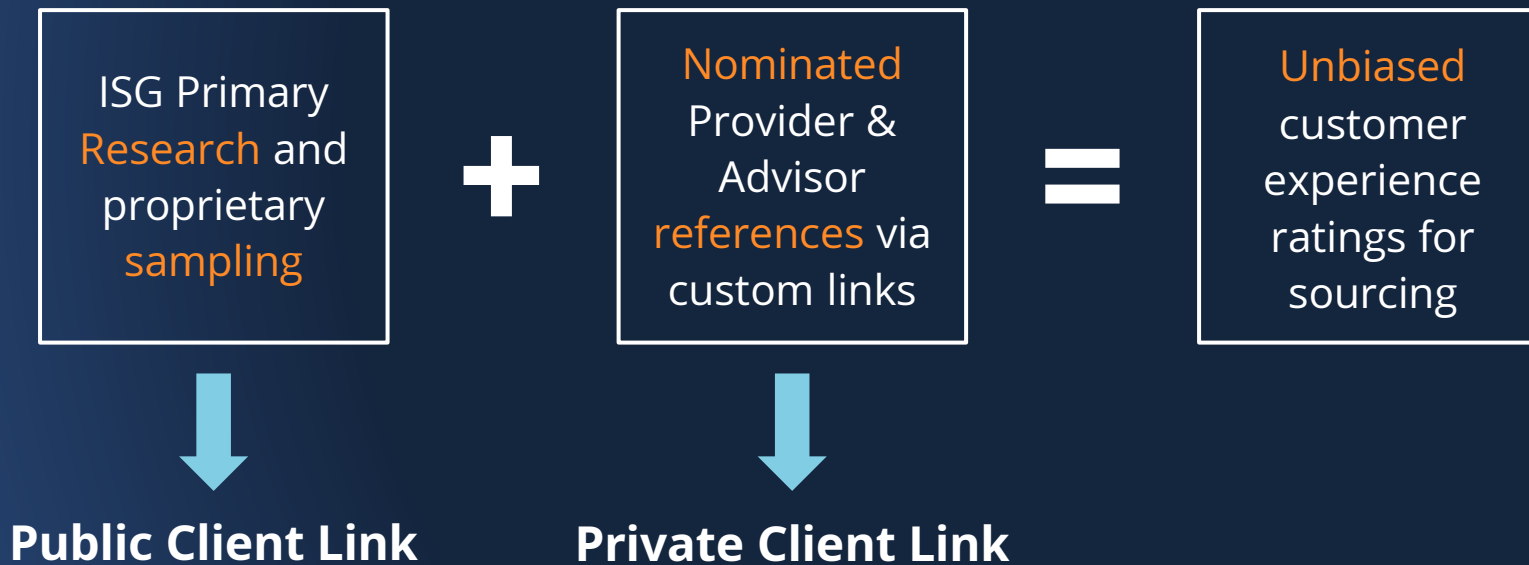 ISG Primary
Research and
proprietary
sampling
+
Nominated
Provider &
Advisor
references via
custom links
=
Unbiased
customer
experience
ratings for
sourcing
Public Client Link
Private Client Link